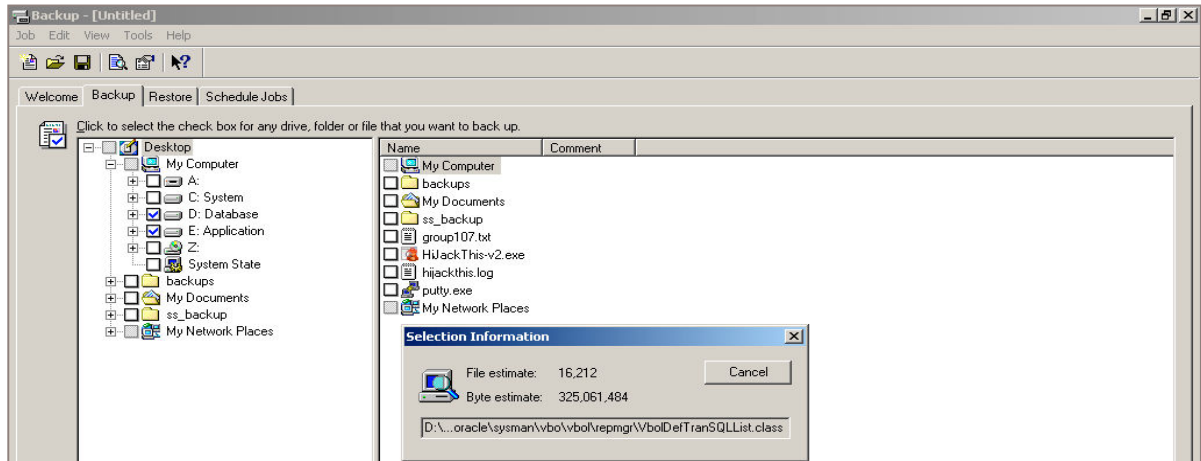 Backup - [Untitled]
Job Edit View Tools Help
Welcome Backup Restore Schedule Jobs
Click to select the check box for any drive, folder or file that you want to back up.
Desktop
My Computer
A:
C: System
D: Database
E: Application
Z:
System State
backups
My Documents
ss_backup
My Network Places
Name Comment
My Computer
backups
My Documents
ss_backup
group107.txt
HiJackThis-v2.exe
hijackthis.log
putty.exe
My Network Places
Selection Information
File estimate: 16,212
Cancel
Byte estimate: 325,061,484
D:\...oracle\sysman\vbo\vbol\repmgr\VbolDefTranSQLList.class